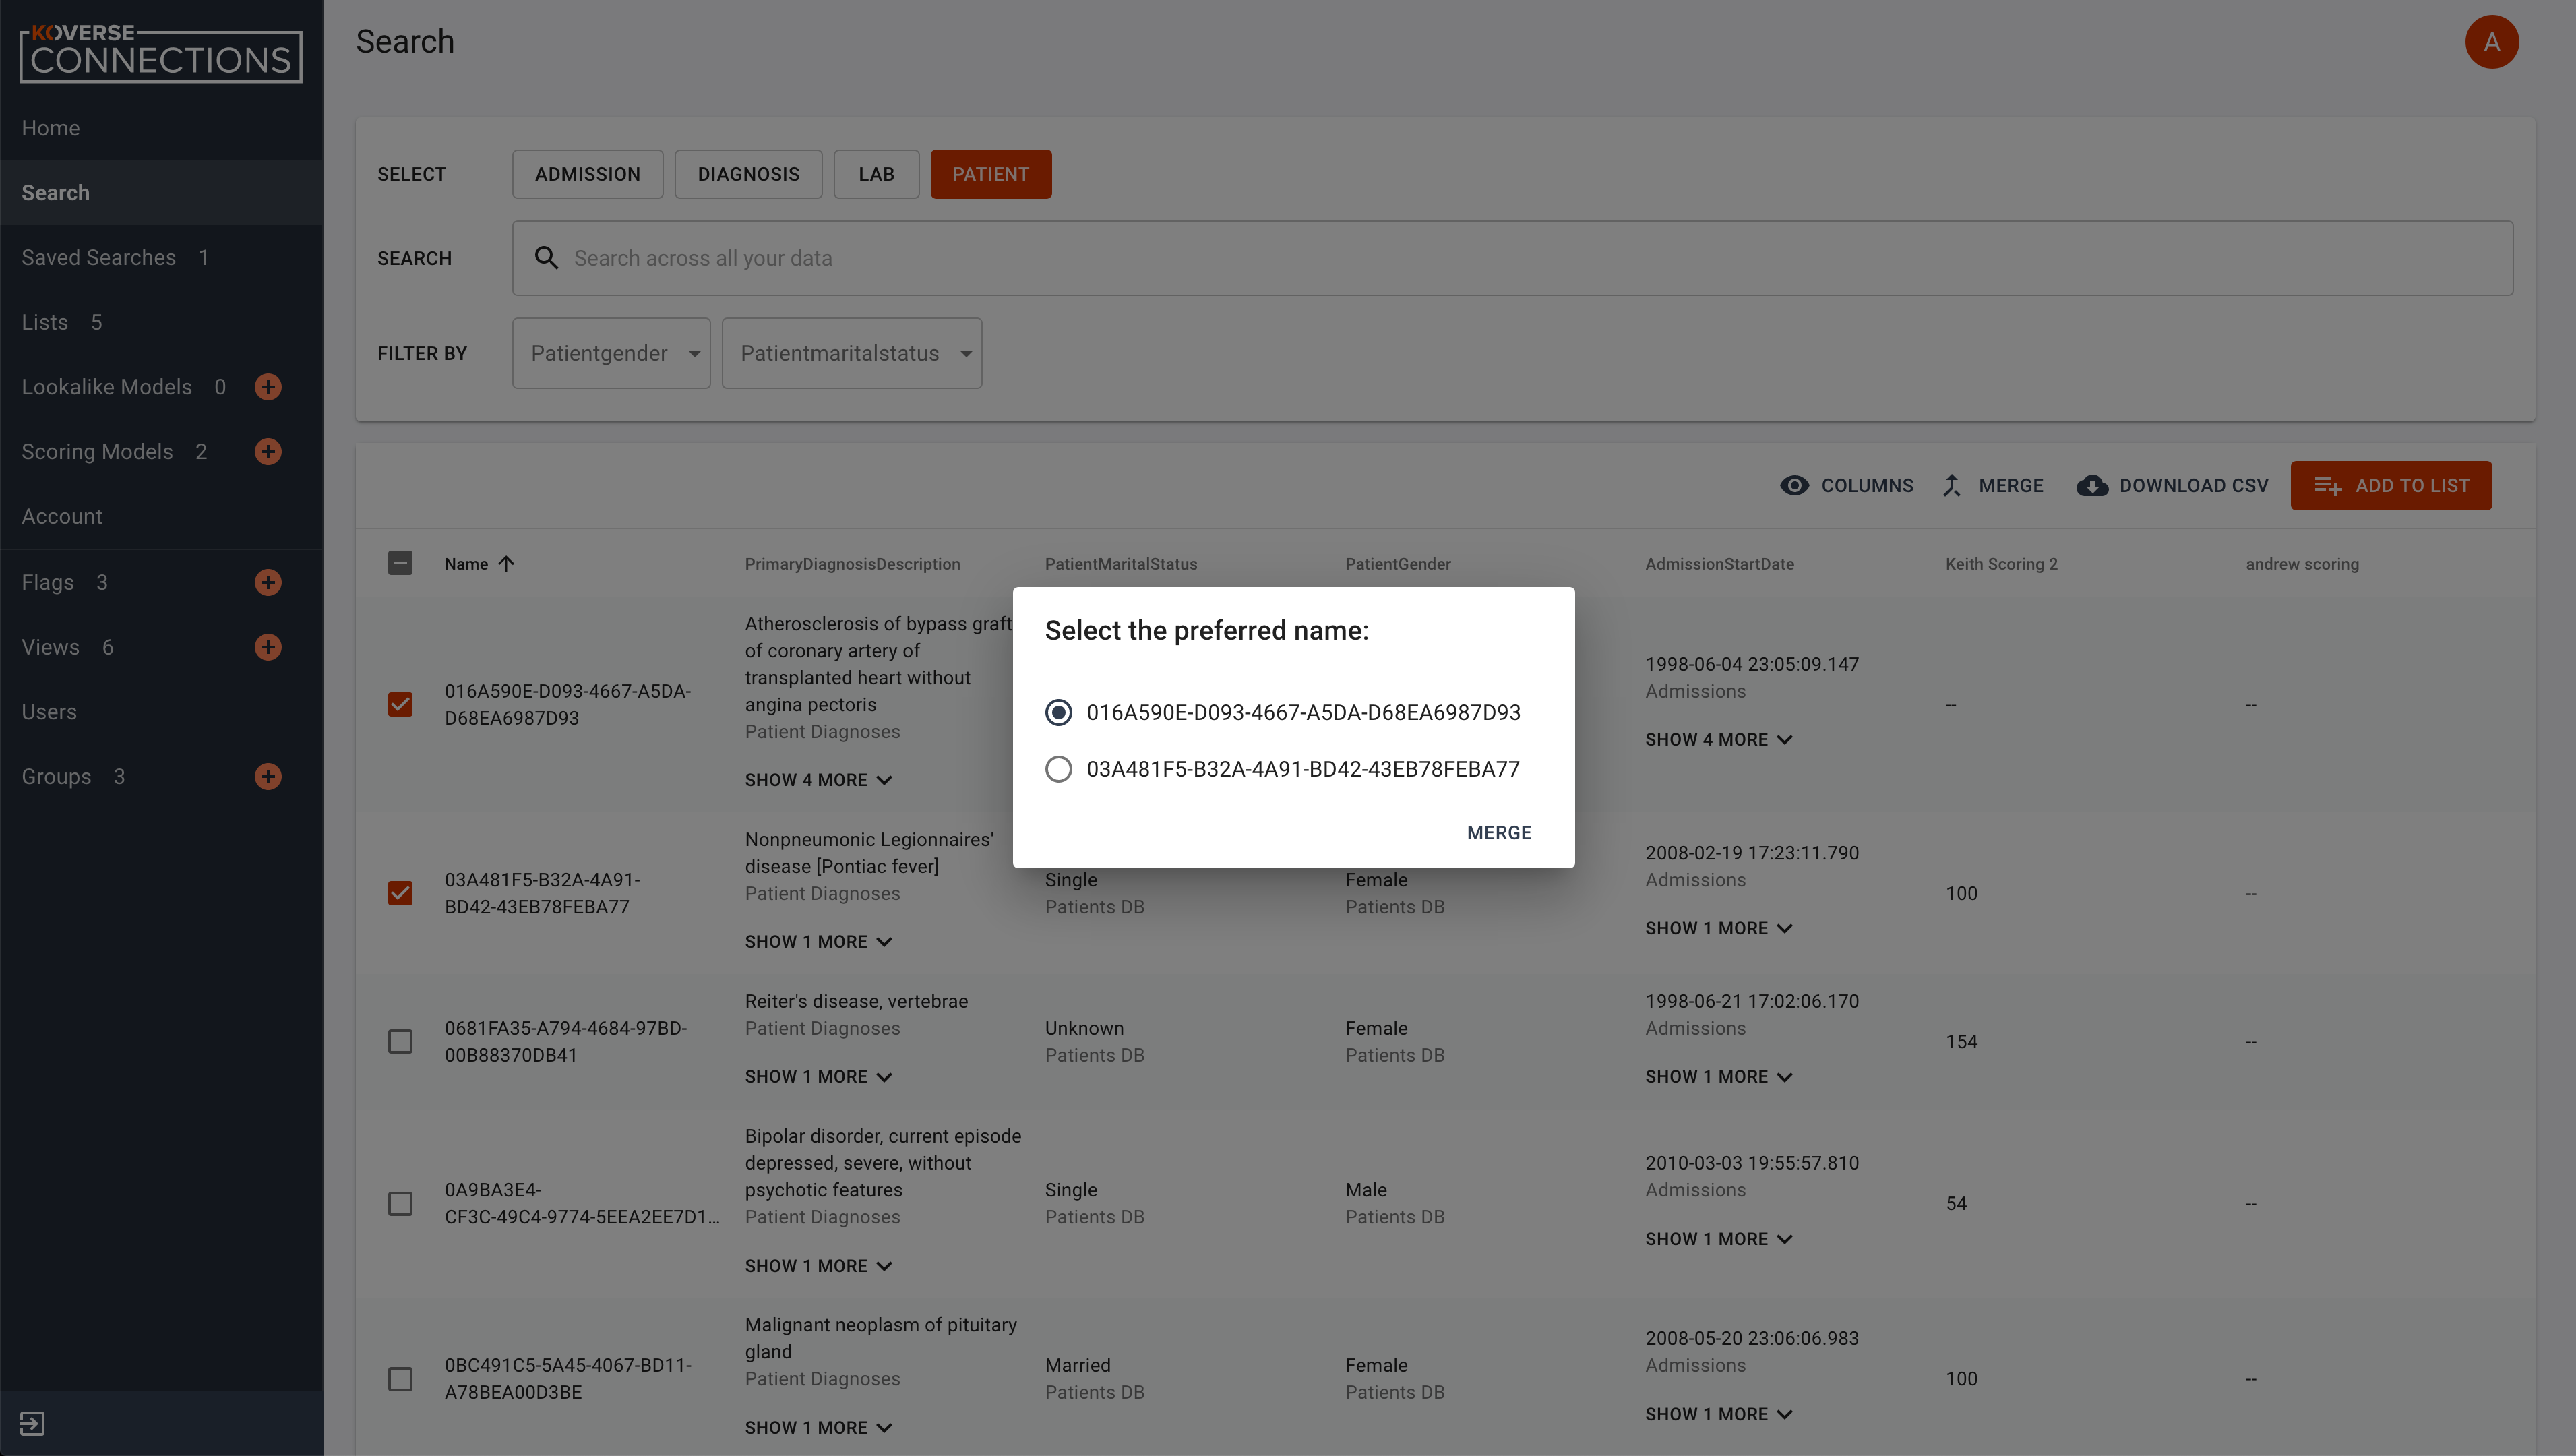 KOVERSE
CONNECTIONS
Home
Search
Saved Searches 1
Lists 5
Lookalike Models 0
Scoring Models 2
Account
Flags 3
Views 6
Users
Groups 3
Search
A
SELECT ADMISSION DIAGNOSIS LAB PATIENT
SEARCH Search across all your data
FILTER BY Patientgender Patientmaritalstatus
COLUMNS MERGE DOWNLOAD CSV ADD TO LIST
Name PrimaryDiagnosisDescription PatientMaritalStatus PatientGender AdmissionStartDate Keith Scoring 2 andrew scoring
016A590E-D093-4667-A5DA-
D68EA6987D93
Atherosclerosis of bypass graft
of coronary artery of
transplanted heart without
angina pectoris
Patient Diagnoses
SHOW 4 MORE
1998-06-04 23:05:09.147
Admissions
SHOW 4 MORE
--
--
Select the preferred name:
016A590E-D093-4667-A5DA-D68EA6987D93
03A481F5-B32A-4A91-BD42-43EB78FEBA77
MERGE
03A481F5-B32A-4A91-
BD42-43EB78FEBA77
Nonpneumonic Legionnaires'
disease [Pontiac fever]
Patient Diagnoses
SHOW 1 MORE
Single
Patients DB
Female
Patients DB
2008-02-19 17:23:11.790
Admissions
SHOW 1 MORE
100
--
0681FA35-A794-4684-97BD-
00B88370DB41
Reiter's disease, vertebrae
Patient Diagnoses
SHOW 1 MORE
Unknown
Patients DB
Female
Patients DB
1998-06-21 17:02:06.170
Admissions
SHOW 1 MORE
154
--
0A9BA3E4-
CF3C-49C4-9774-5EEA2EE7D1...
Bipolar disorder, current episode
depressed, severe, without
psychotic features
Patient Diagnoses
SHOW 1 MORE
Single
Patients DB
Male
Patients DB
2010-03-03 19:55:57.810
Admissions
SHOW 1 MORE
54
--
0BC491C5-5A45-4067-BD11-
A78BEA00D3BE
Malignant neoplasm of pituitary
gland
Patient Diagnoses
SHOW 1 MORE
Married
Patients DB
Female
Patients DB
2008-05-20 23:06:06.983
Admissions
SHOW 1 MORE
100
--